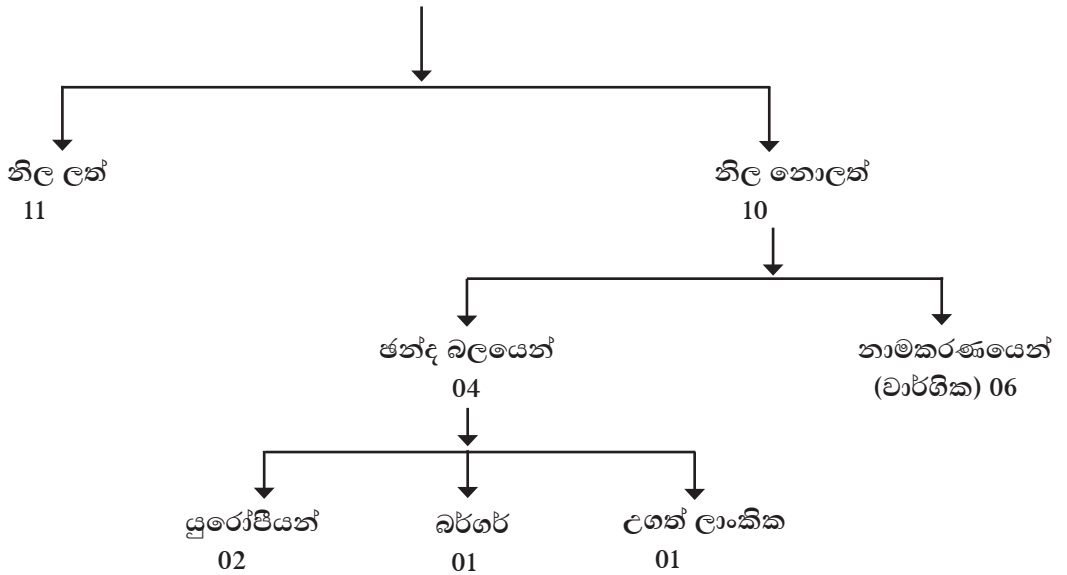 නිල ලත්
11
නිල නොලත්
10
ඡන්ද බලයෙන්
04
නාමකරණයෙන්
(වාර්ගික) 06
යුරෝපීයන්
02
බර්ගර්
01
උගත් ලාංකික
01